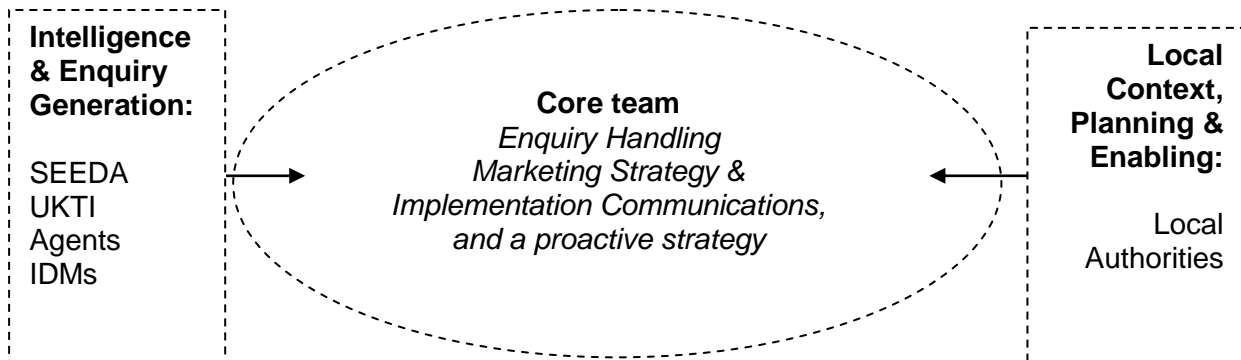 Intelligence
& Enquiry
Generation:
SEEDA
UKTI
Agents
IDMs
Core team
Enquiry Handling
Marketing Strategy &
Implementation Communications,
and a proactive strategy
Local
Context,
Planning &
Enabling:
Local
Authorities